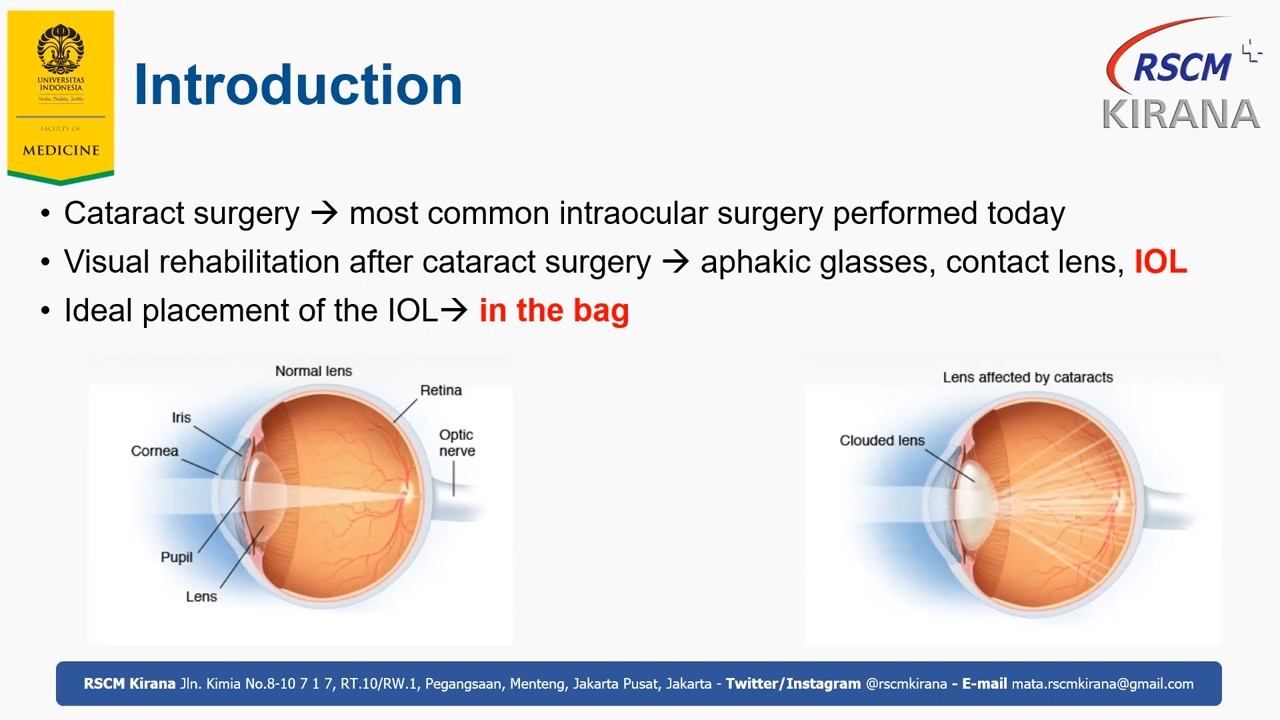 UNIVERSITAS
INDONESIA
Veritas, Probitas, Iustitia
FACULTY OF
MEDICINE
Introduction
RSCM
KIRANA
• Cataract surgery → most common intraocular surgery performed today
• Visual rehabilitation after cataract surgery → aphakic glasses, contact lens, IOL
• Ideal placement of the IOL→ in the bag
Normal lens
Retina
Iris
Optic
nerve
Cornea
Pupil
Lens
Lens affected by cataracts
Clouded lens
RSCM Kirana Jln. Kimia No.8-10 7 1 7, RT.10/RW.1, Pegangsaan, Menteng, Jakarta Pusat, Jakarta - Twitter/Instagram @rscmkirana - E-mail mata.rscmkirana@gmail.com